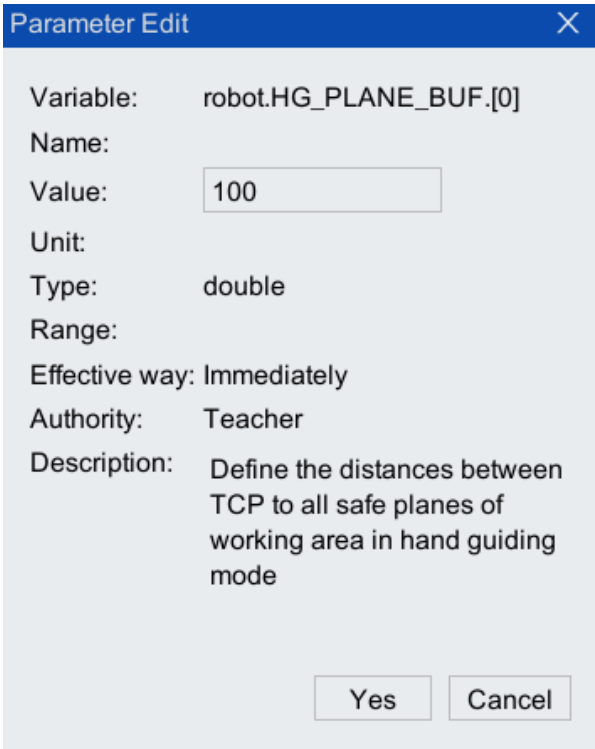 Parameter Edit X
Variable: robot.HG_PLANE_BUF.[0]
Name:
Value: 100
Unit:
Type: double
Range:
Effective way: Immediately
Authority: Teacher
Description: Define the distances between
TCP to all safe planes of
working area in hand guiding
mode
Yes Cancel